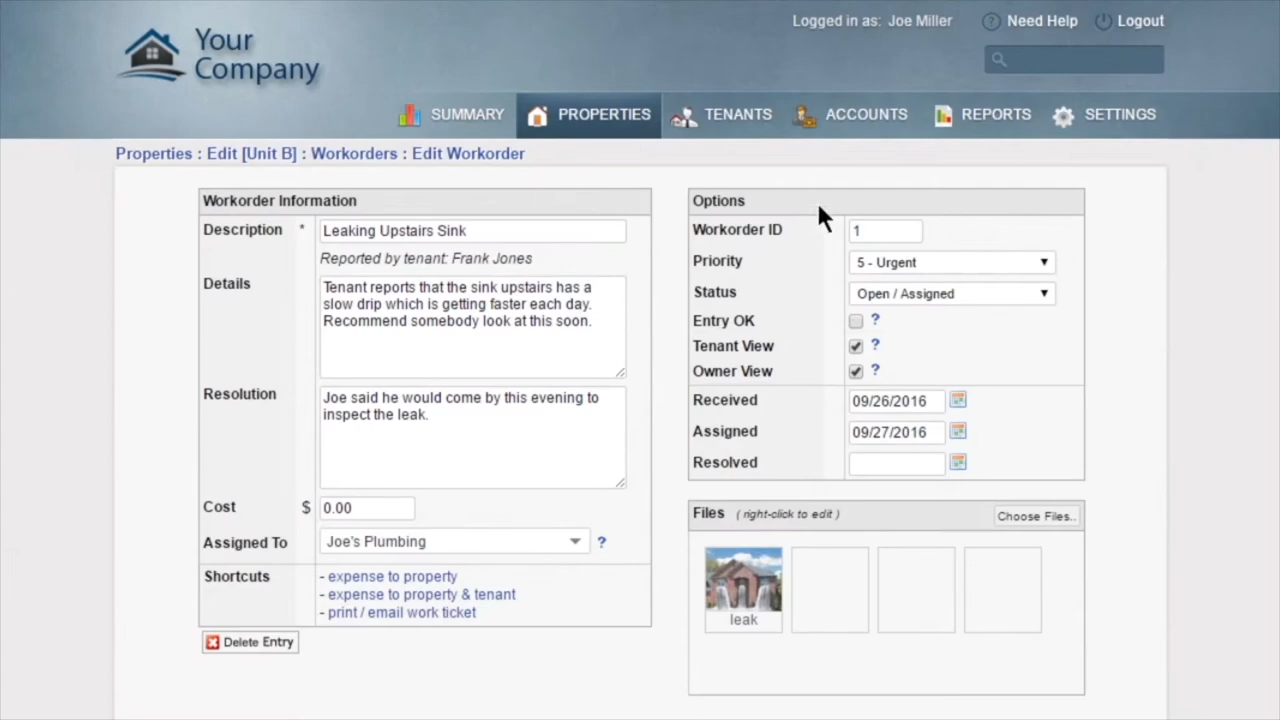 Your
Company
Logged in as: Joe Miller
Need Help
Logout
SUMMARY
PROPERTIES
TENANTS
ACCOUNTS
REPORTS
SETTINGS
Properties : Edit [Unit B] : Workorders : Edit Workorder
Workorder Information
Description *
Leaking Upstairs Sink
Reported by tenant: Frank Jones
Details
Tenant reports that the sink upstairs has a
slow drip which is getting faster each day.
Recommend somebody look at this soon.
Resolution
Joe said he would come by this evening to
inspect the leak.
Cost $ 0.00
Assigned To Joe's Plumbing ?
Shortcuts
- expense to property
- expense to property & tenant
- print / email work ticket
Delete Entry
Options
Workorder ID 1
Priority 5 - Urgent
Status Open / Assigned
Entry OK ?
Tenant View ?
Owner View ?
Received 09/26/2016
Assigned 09/27/2016
Resolved
Files ( right-click to edit ) Choose Files..
leak